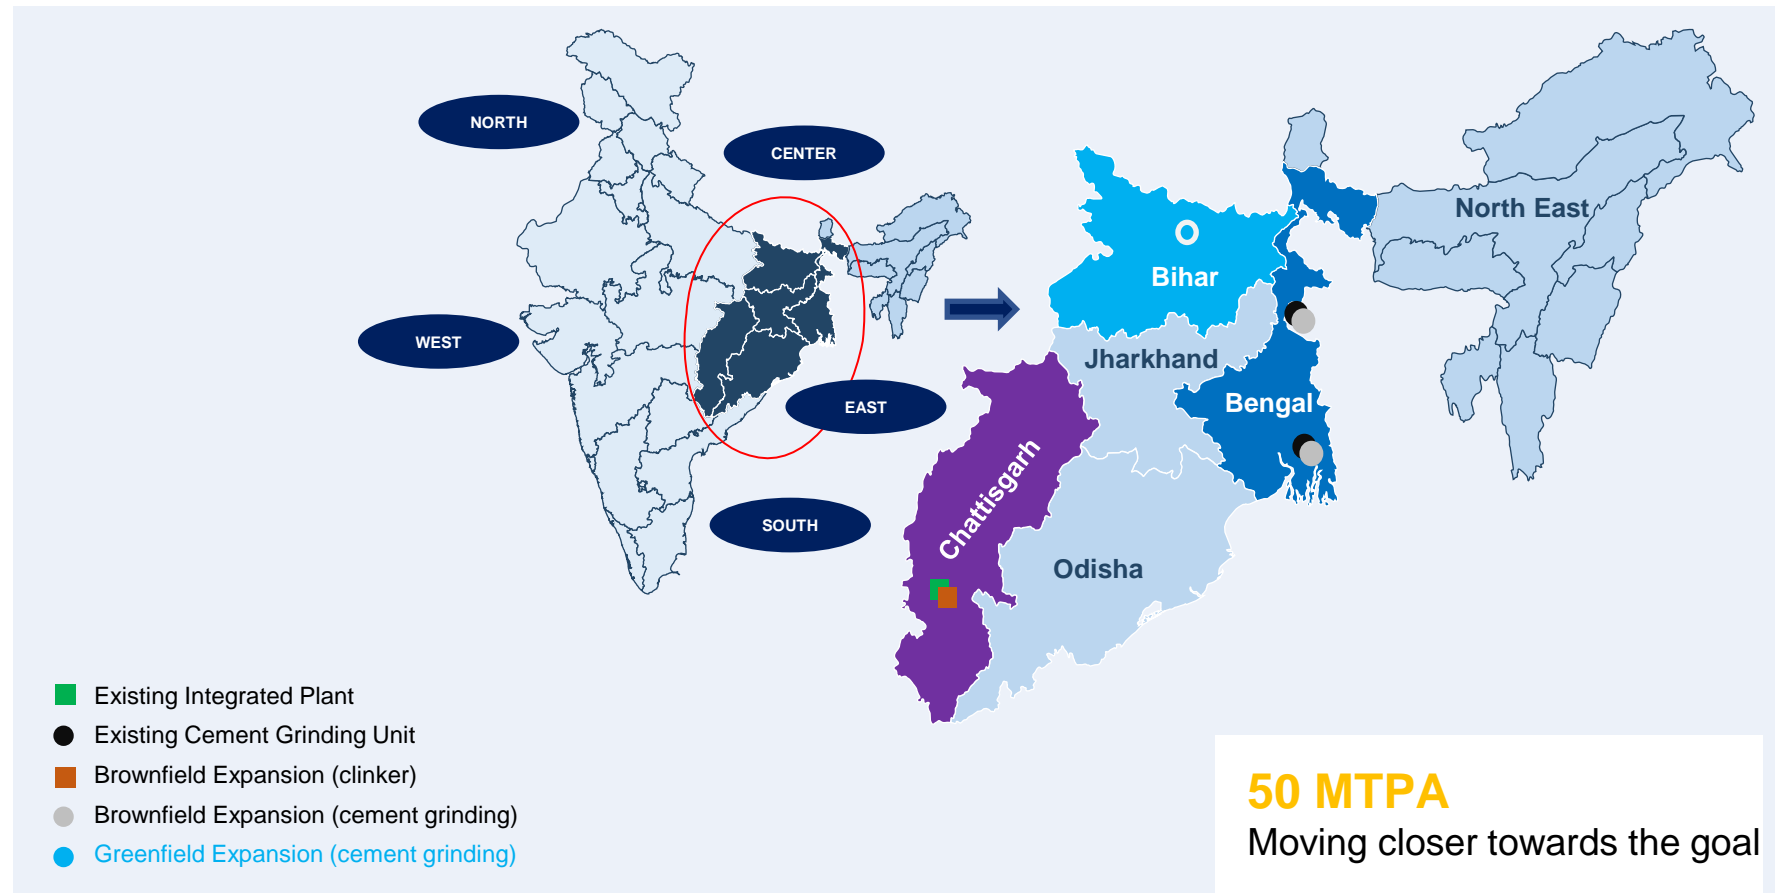 NORTH
CENTER
WEST
EAST
SOUTH
North East
Bihar
Jharkhand
Bengal
Chattisgarh
Odisha
Existing Integrated Plant
Existing Cement Grinding Unit
Brownfield Expansion (clinker)
Brownfield Expansion (cement grinding)
Greenfield Expansion (cement grinding)
50 MTPA
Moving closer towards the goal